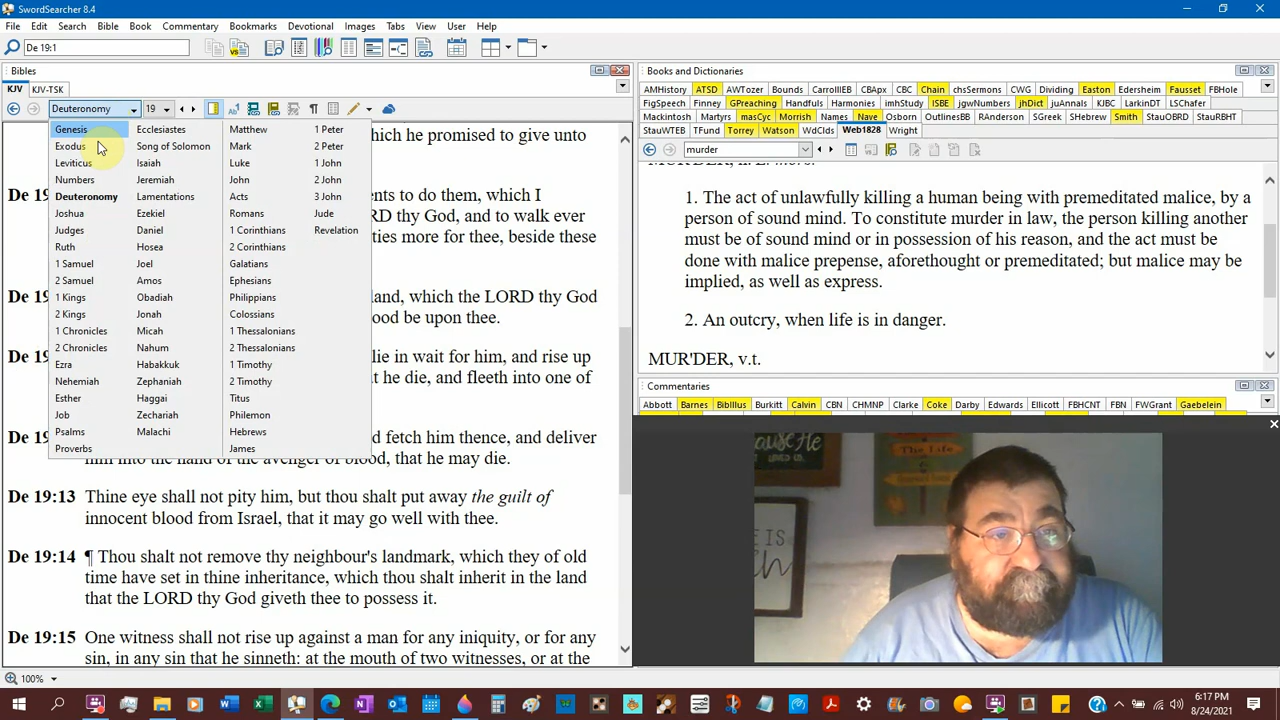 SwordSearcher 8.4
File Edit Search Bible Book Commentary Bookmarks Devotional Images Tabs View User Help
De 19:1
Bibles
KJV KJV-TSK
Deuteronomy 19
Genesis Ecclesiastes Matthew 1 Peter
Exodus Song of Solomon Mark 2 Peter
Leviticus Isaiah Luke 1 John
Numbers Jeremiah John 2 John
Deuteronomy Lamentations Acts 3 John
Joshua Ezekiel Romans Jude
Judges Daniel 1 Corinthians Revelation
Ruth Hosea 2 Corinthians
1 Samuel Joel Galatians
2 Samuel Amos Ephesians
1 Kings Obadiah Philippians
2 Kings Jonah Colossians
1 Chronicles Micah 1 Thessalonians
2 Chronicles Nahum 2 Thessalonians
Ezra Habakkuk 1 Timothy
Nehemiah Zephaniah 2 Timothy
Esther Haggai Titus
Job Zechariah Philemon
Psalms Malachi Hebrews
Proverbs James
which he promised to give unto
De 19 ents to do them, which I
RD thy God, and to walk ever
ties more for thee, beside these
De 19 land, which the LORD thy God
ood be upon thee.
De 19 lie in wait for him, and rise up
at he die, and fleeth into one of
De 19 d fetch him thence, and deliver
him into the hand of the avenger of blood, that he may die.
De 19:13 Thine eye shall not pity him, but thou shalt put away the guilt of
innocent blood from Israel, that it may go well with thee.
De 19:14 ¶ Thou shalt not remove thy neighbour's landmark, which they of old
time have set in thine inheritance, which thou shalt inherit in the land
that the LORD thy God giveth thee to possess it.
De 19:15 One witness shall not rise up against a man for any iniquity, or for any
sin, in any sin that he sinneth: at the mouth of two witnesses, or at the
100%
Books and Dictionaries
AMHistory ATSD AWTozer Bounds CarrollEB CBApx CBC Chain chsSermons CWG Dividing Easton Edersheim Fausset FBHole
FigSpeech Finney GPreaching Handfuls Harmonies imhStudy ISBE jgwNumbers jhDict juAnnals KJBC LarkinDT LSChafer
Mackintosh Martyrs masCyc Morrish Names Nave Osborn OutlinesBB RAnderson SGreek SHebrew Smith StauOBRD StauRBHT
StauWTEB TFund Torrey Watson WdClds Web1828 Wright
murder
1. The act of unlawfully killing a human being with premeditated malice, by a
person of sound mind. To constitute murder in law, the person killing another
must be of sound mind or in possession of his reason, and the act must be
done with malice prepense, aforethought or premeditated; but malice may be
implied, as well as express.
2. An outcry, when life is in danger.
MUR'DER, v.t.
Commentaries
Abbott Barnes BibIllus Burkitt Calvin CBN CHMNP Clarke Coke Darby Edwards Ellicott FBHCNT FBN FWGrant Gaebelein
The Life
6:17 PM
8/24/2021